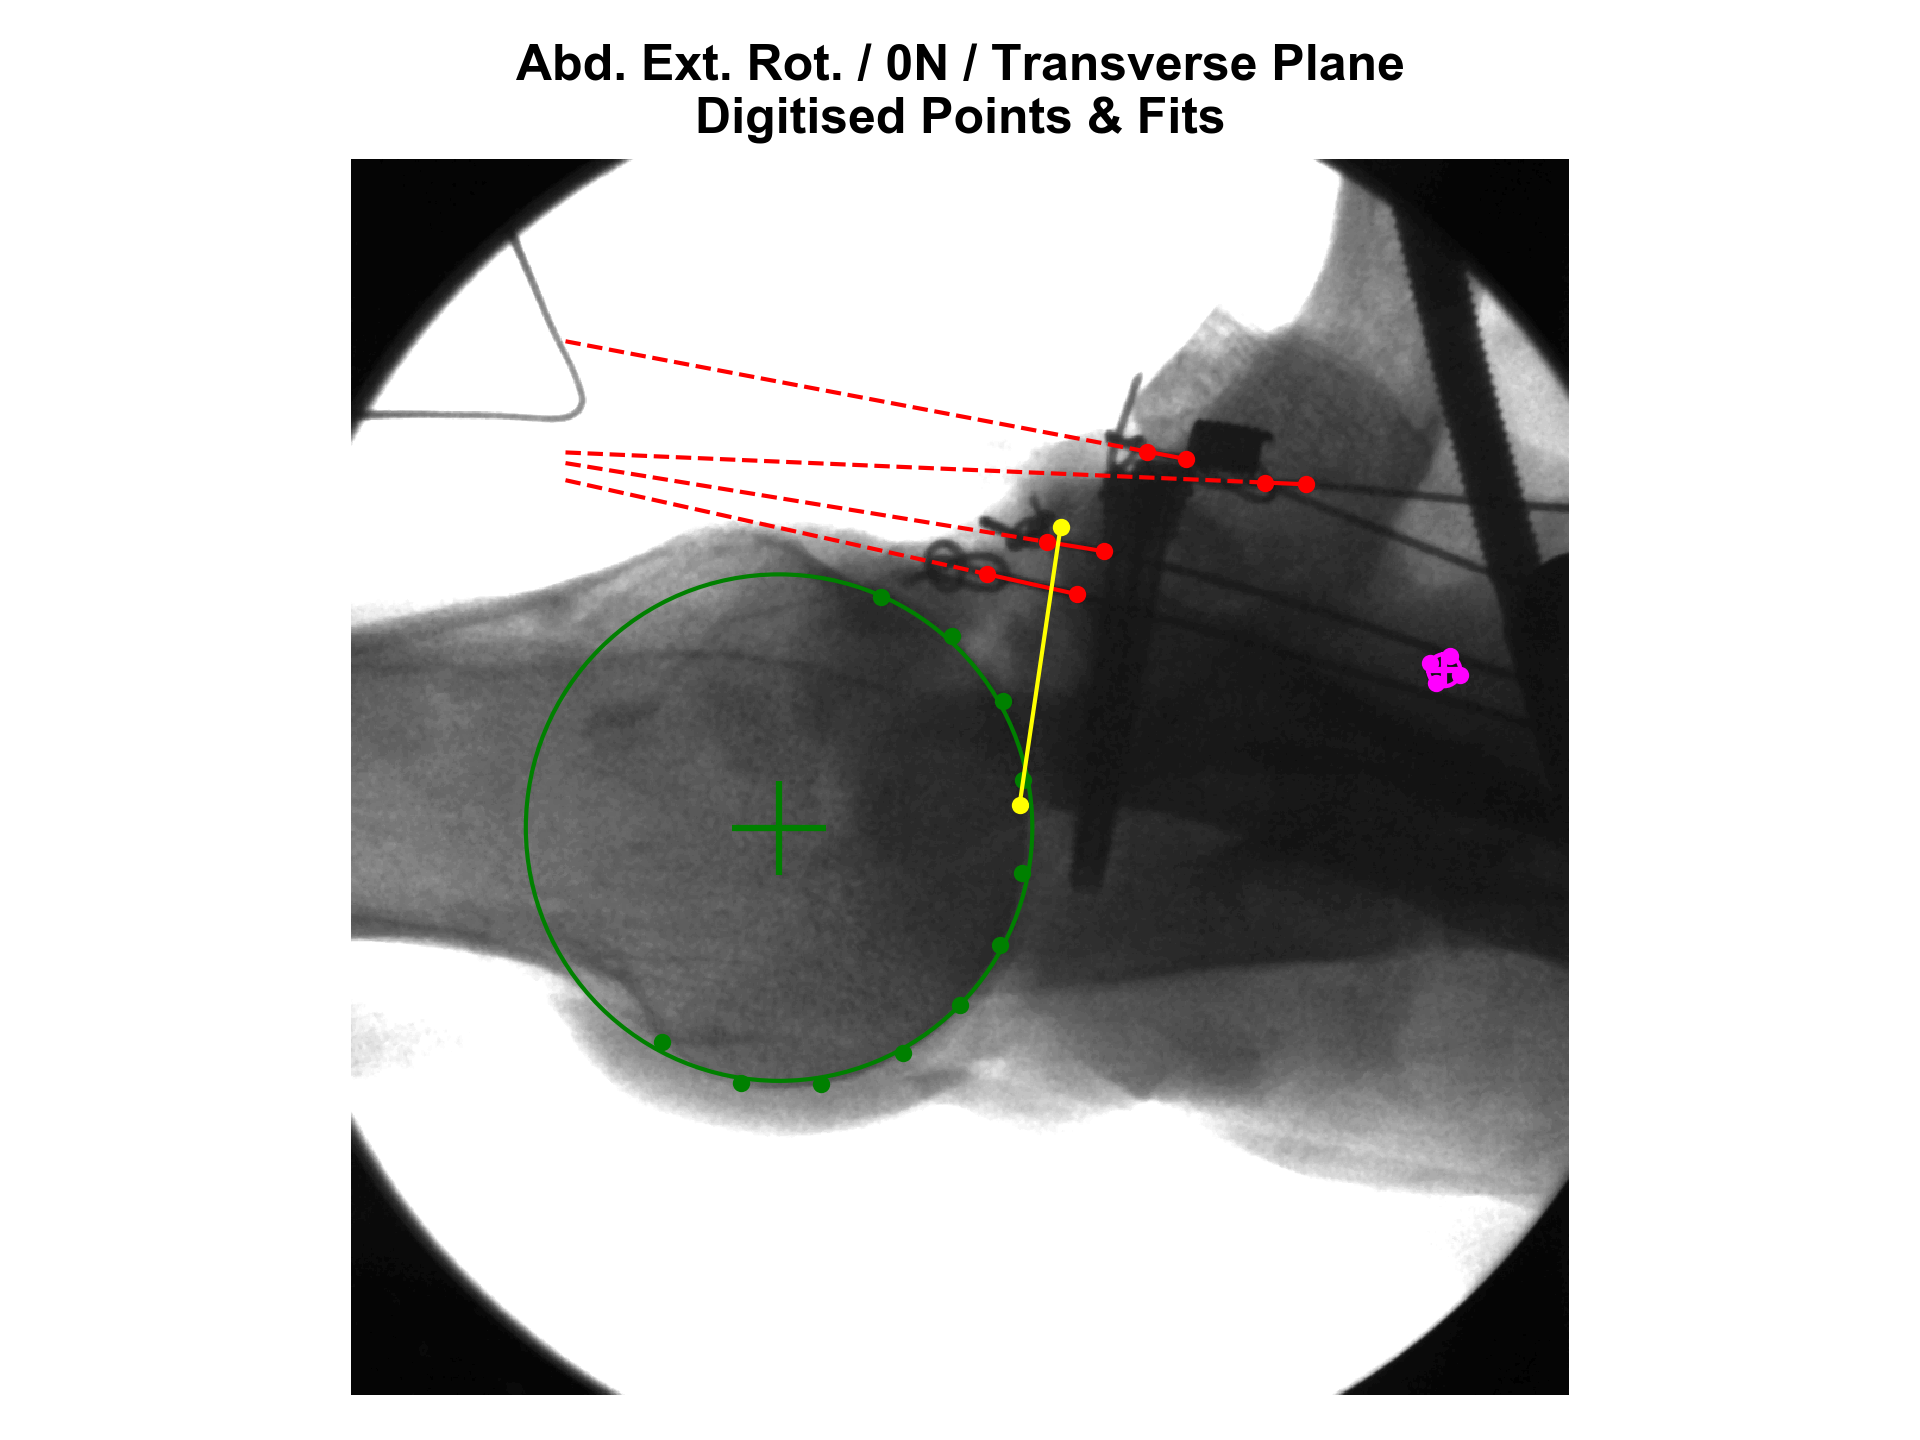 Abd. Ext. Rot. / 0N / Transverse Plane
Digitised Points & Fits